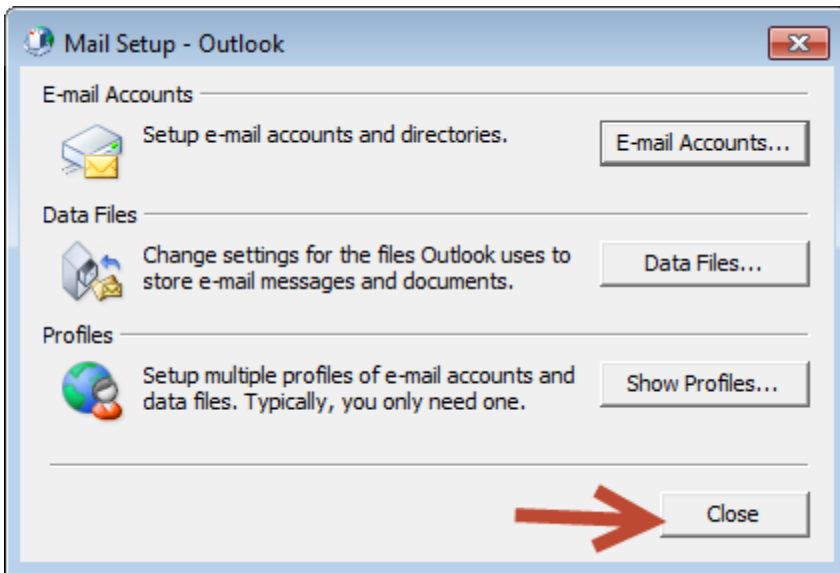 Mail Setup - Outlook
E-mail Accounts
Setup e-mail accounts and directories.
E-mail Accounts...
Data Files
Change settings for the files Outlook uses to
store e-mail messages and documents.
Data Files...
Profiles
Setup multiple profiles of e-mail accounts and
data files. Typically, you only need one.
Show Profiles...
Close